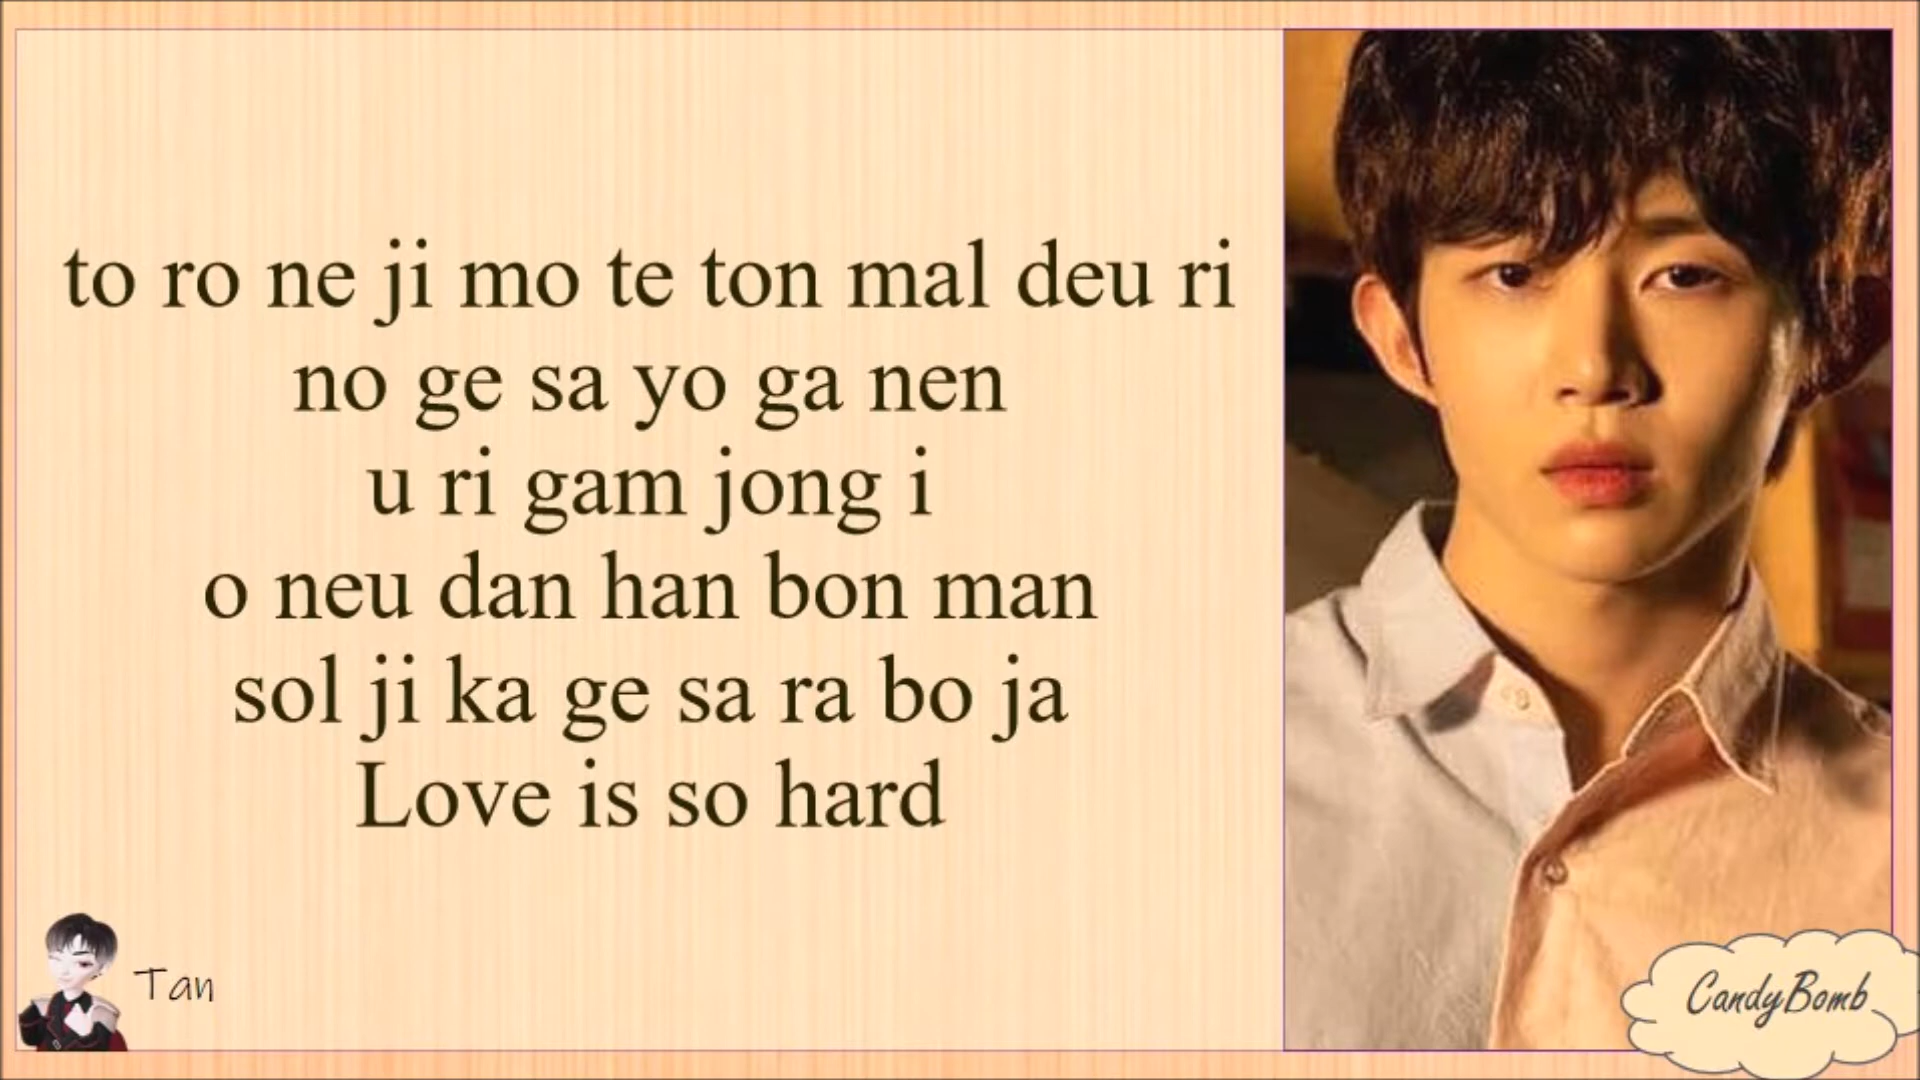 to ro ne ji mo te ton mal deu ri
no ge sa yo ga nen
u ri gam jong i
o neu dan han bon man
sol ji ka ge sa ra bo ja
Love is so hard
Tan
CandyBomb